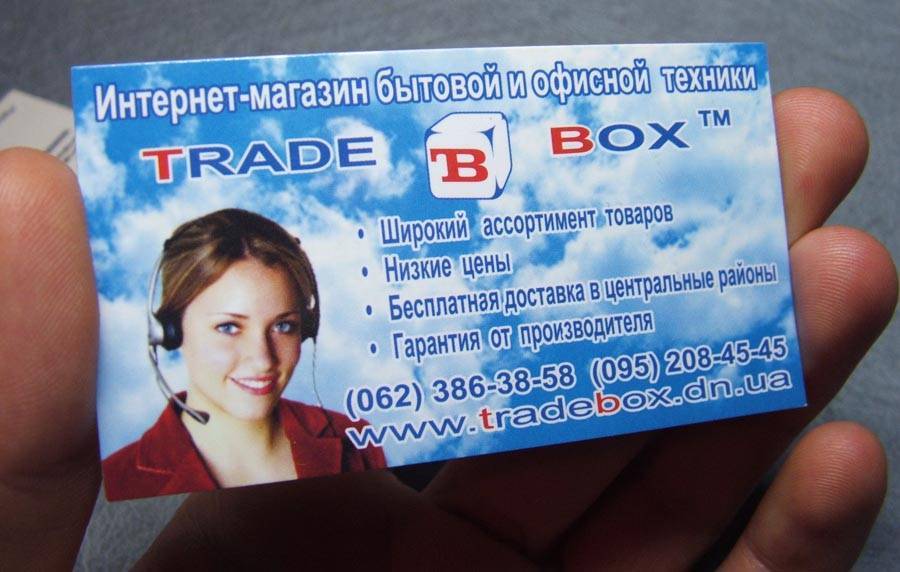 Интернет-магазин бытовой и офисной техники
TRADE TB BOX™
• Широкий ассортимент товаров
• Низкие цены
• Бесплатная доставка в центральные районы
• Гарантия от производителя
(062) 386-38-58 (095) 208-45-45
www.tradebox.dn.ua